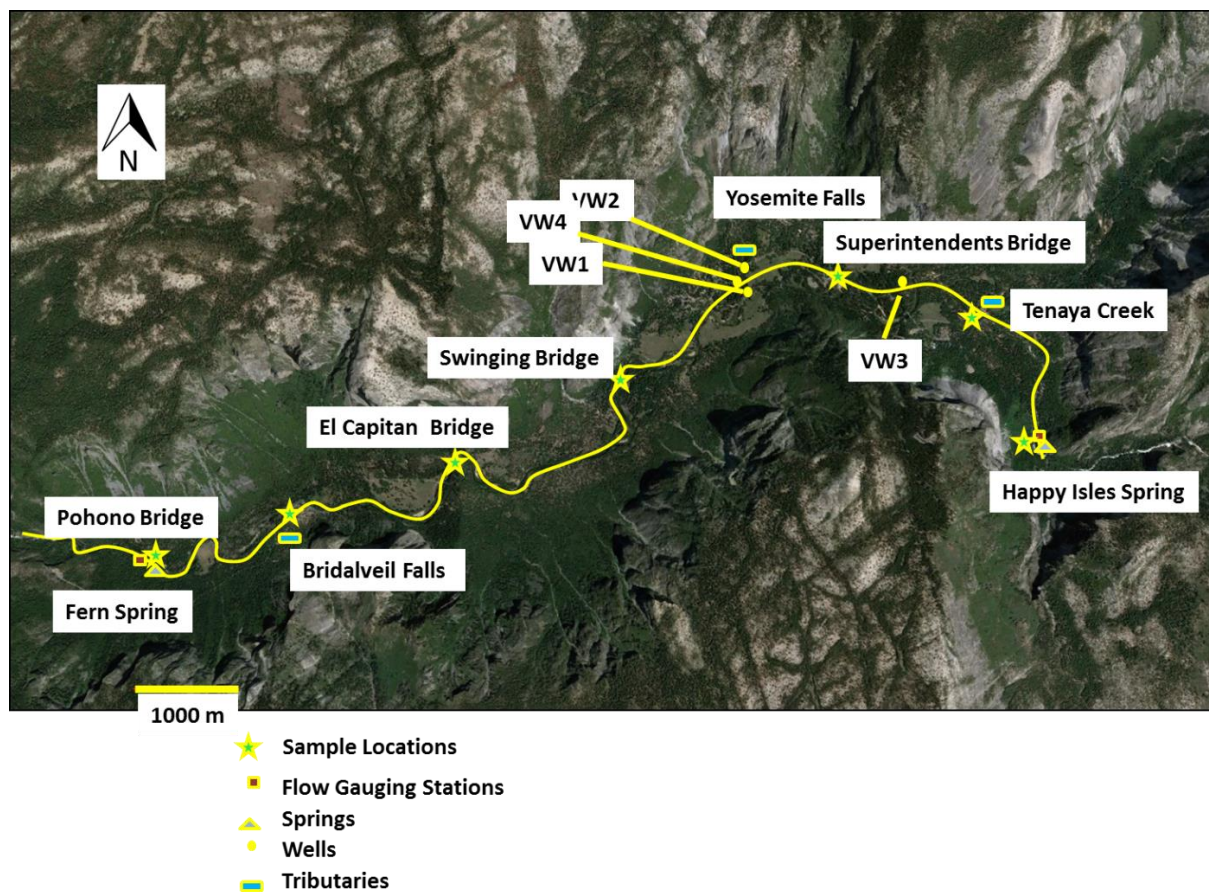 N
VW2
Yosemite Falls
VW4
Superintendents Bridge
VW1
Tenaya Creek
Swinging Bridge
VW3
El Capitan Bridge
Happy Isles Spring
Pohono Bridge
Bridalveil Falls
Fern Spring
1000 m
Sample Locations
Flow Gauging Stations
Springs
Wells
Tributaries